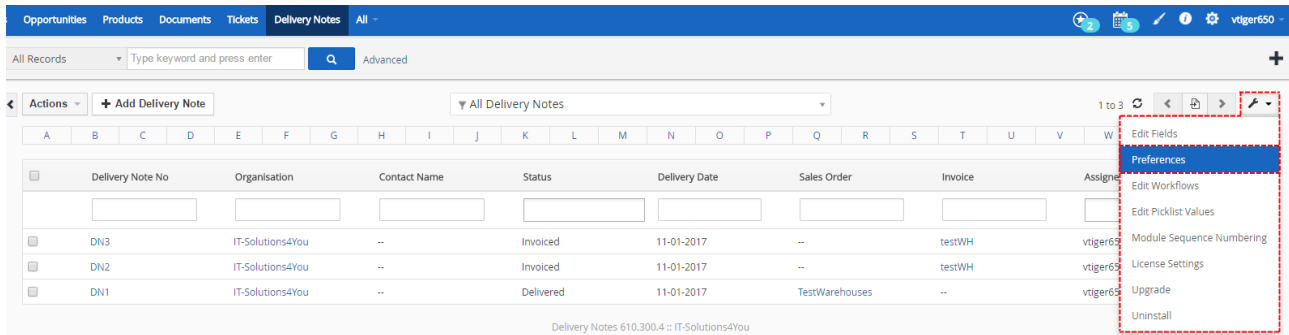 Opportunities Products Documents Tickets Delivery Notes All 2 5 vtiger650
All Records Type keyword and press enter Advanced
Actions Add Delivery Note All Delivery Notes 1 to 3
A B C D E F G H I J K L M N O P Q R S T U V W
Edit Fields
Preferences
Delivery Note No Organisation Contact Name Status Delivery Date Sales Order Invoice
Edit Workflows
Edit Picklist Values
DN3 IT-Solutions4You -- Invoiced 11-01-2017 -- testWH
Module Sequence Numbering
DN2 IT-Solutions4You -- Invoiced 11-01-2017 testWH
License Settings
DN1 IT-Solutions4You -- Delivered 11-01-2017 TestWarehouses --
Upgrade
Uninstall
Delivery Notes 610.300.4 :: IT-Solutions4You